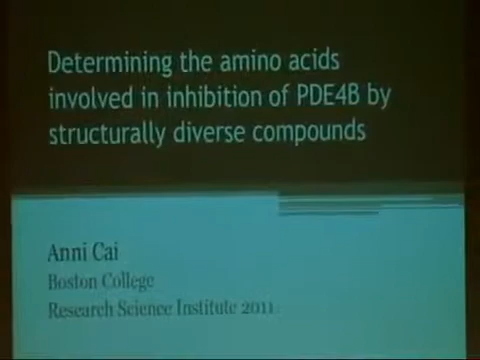 Determining the amino acids
involved in inhibition of PDE4B by
structurally diverse compounds
Anni Cai
Boston College
Research Science Institute 2011